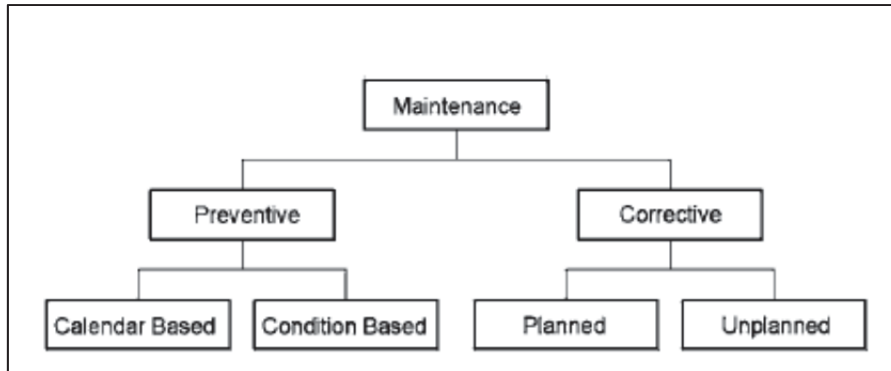 Maintenance
Preventive
Corrective
Calendar Based
Condition Based
Planned
Unplanned